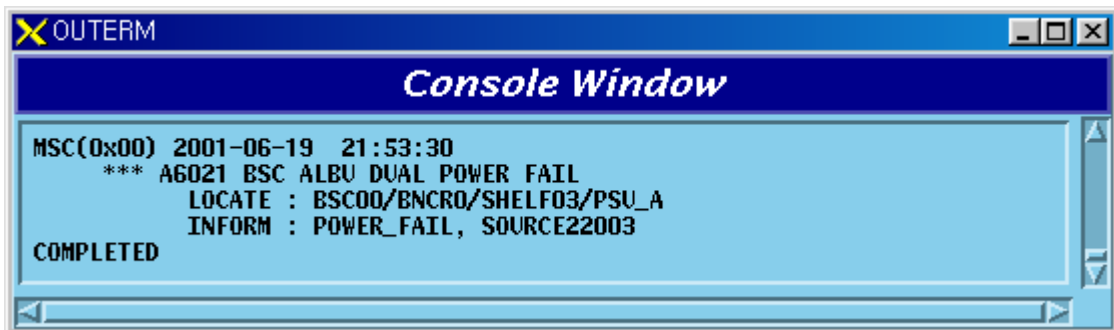 OUTERM
Console Window
MSC(0x00) 2001-06-19 21:53:30
*** A6021 BSC ALBU DUAL POWER FAIL
LOCATE : BSC00/BNCR0/SHELF03/PSU_A
INFORM : POWER_FAIL, SOURCE22003
COMPLETED